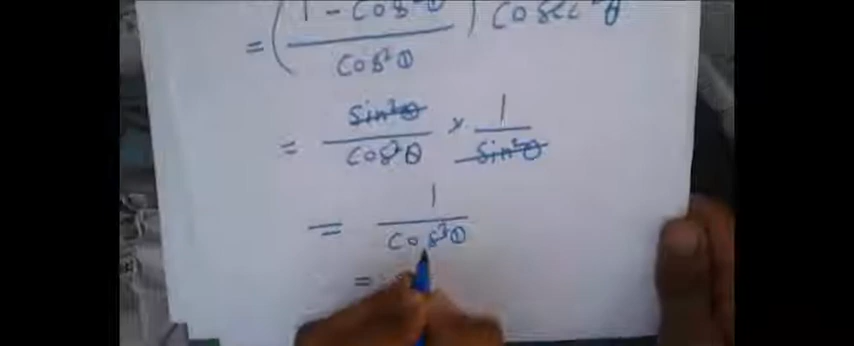 = (1 - cos²θ / cos²θ) cosec²θ
= sin²θ / cos²θ × 1 / sin²θ
= 1 / cos²θ
=